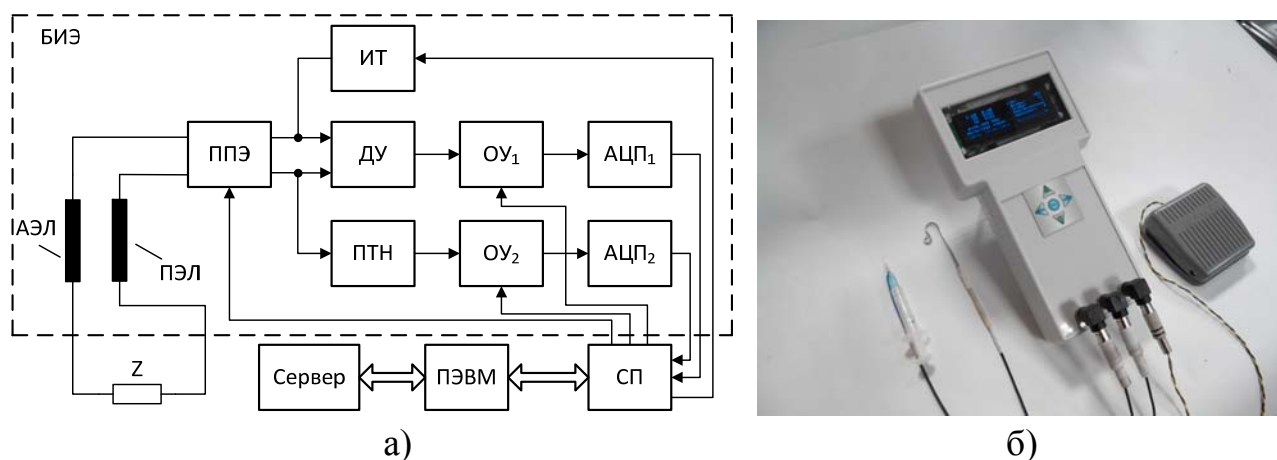 БИЭ
ИТ
ППЭ
ДУ
ОУ₁
АЦП₁
АЭЛ
ПЭЛ
ПТН
ОУ₂
АЦП₂
Z
Сервер
ПЭВМ
СП
а)
б)